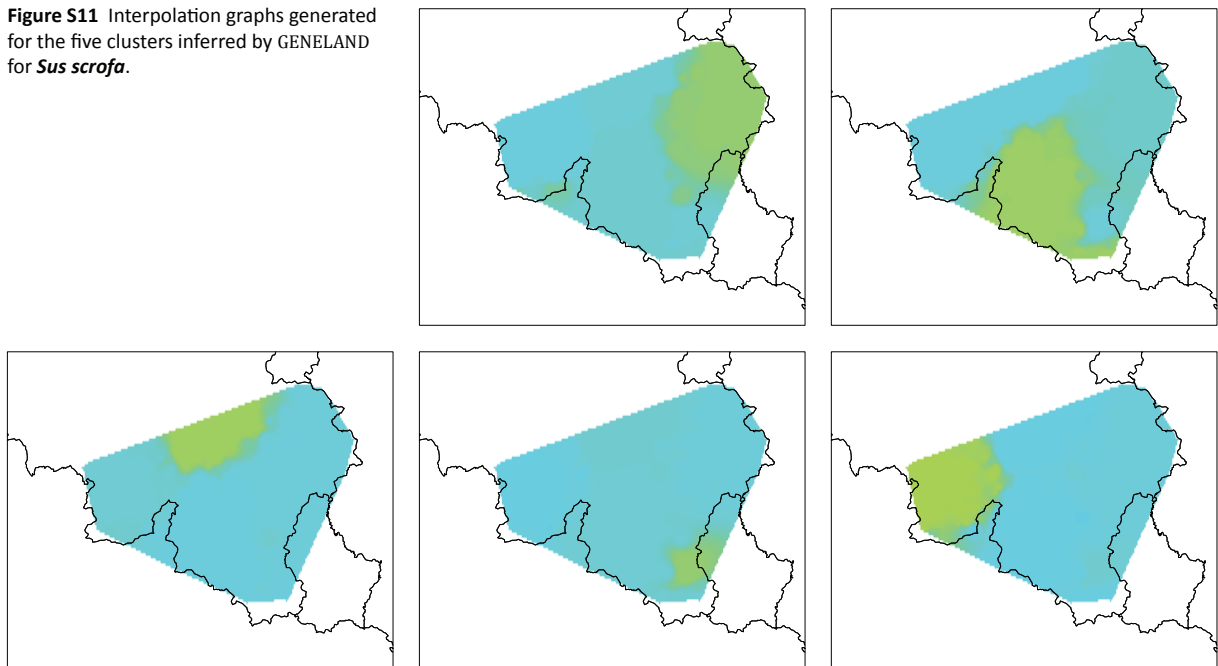 Figure S11 Interpolation graphs generated
for the five clusters inferred by GENELAND
for Sus scrofa.